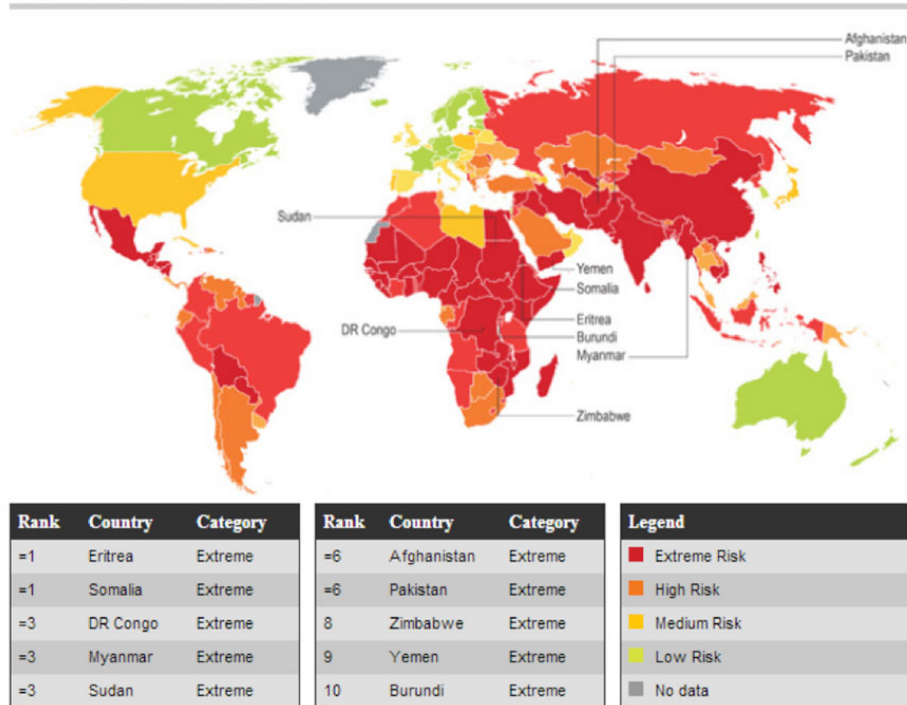 Afghanistan
Pakistan
Sudan
Yemen
Somalia
Eritrea
DR Congo
Burundi
Myanmar
Zimbabwe
Rank Country Category
=1 Eritrea Extreme
=1 Somalia Extreme
=3 DR Congo Extreme
=3 Myanmar Extreme
=3 Sudan Extreme
Rank Country Category
=6 Afghanistan Extreme
=6 Pakistan Extreme
8 Zimbabwe Extreme
9 Yemen Extreme
10 Burundi Extreme
Legend
Extreme Risk
High Risk
Medium Risk
Low Risk
No data